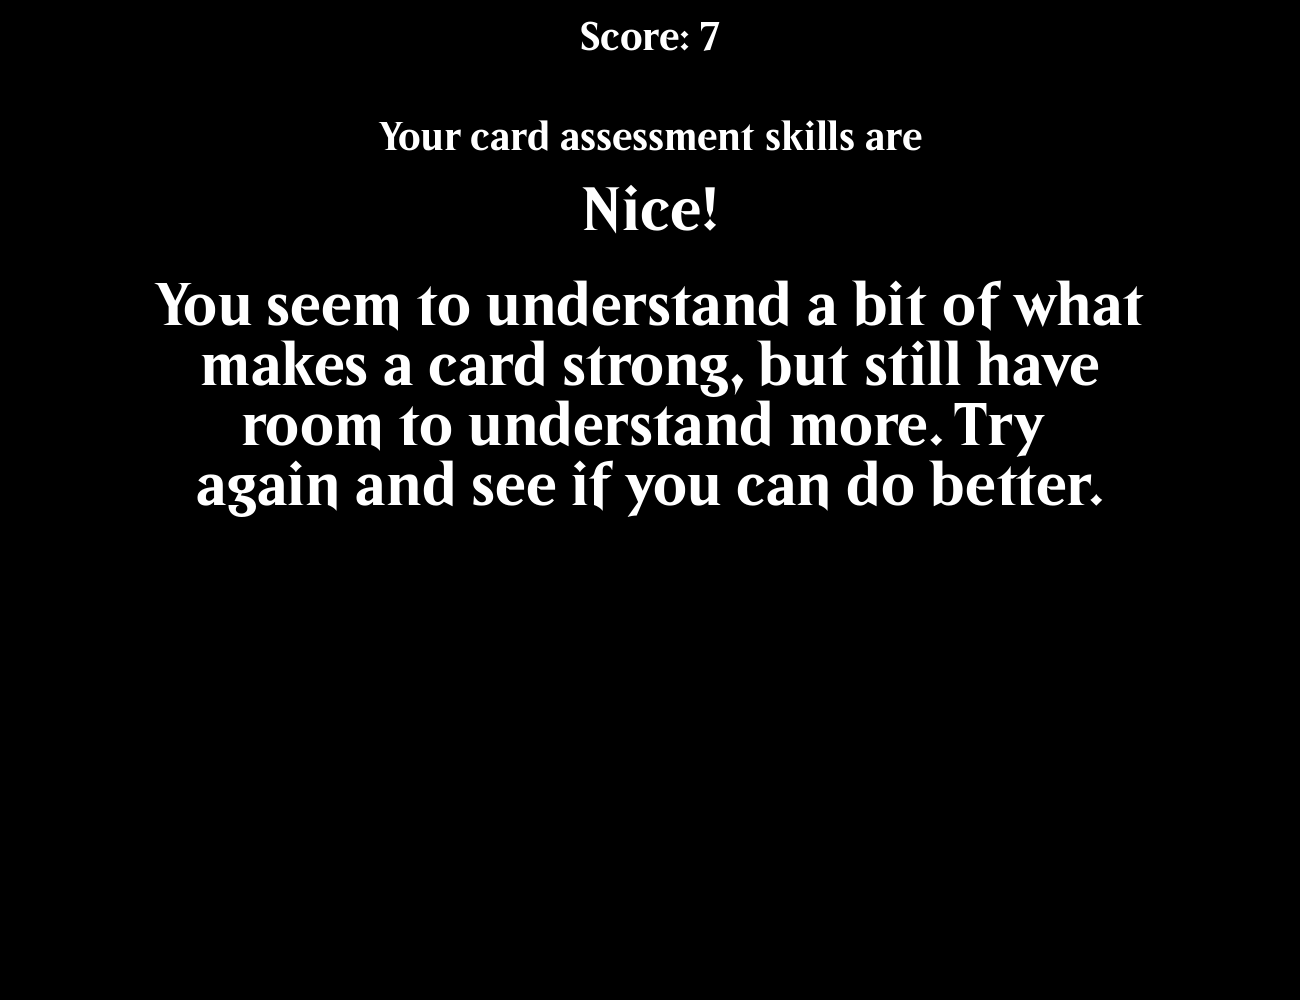 Score: 7
Your card assessment skills are
Nice!
You seem to understand a bit of what
makes a card strong, but still have
room to understand more. Try
again and see if you can do better.